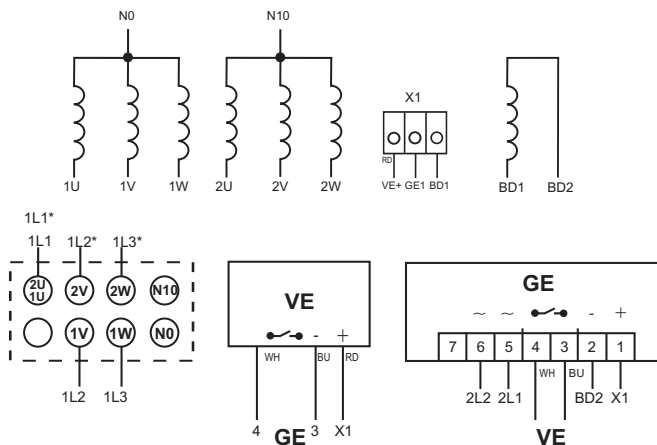 N0 N10
X1
RD
VE+ GE1 BD1
1U 1V 1W 2U 2V 2W BD1 BD2
1L1*
1L1 1L2* 1L3*
2U
1U 2V 2W N10
1V 1W N0
1L2 1L3
VE
- +
WH BU RD
4 3 X1
GE
GE
~ ~ - +
7 6 5 4 3 2 1
WH BU
2L2 2L1 BD2 X1
VE